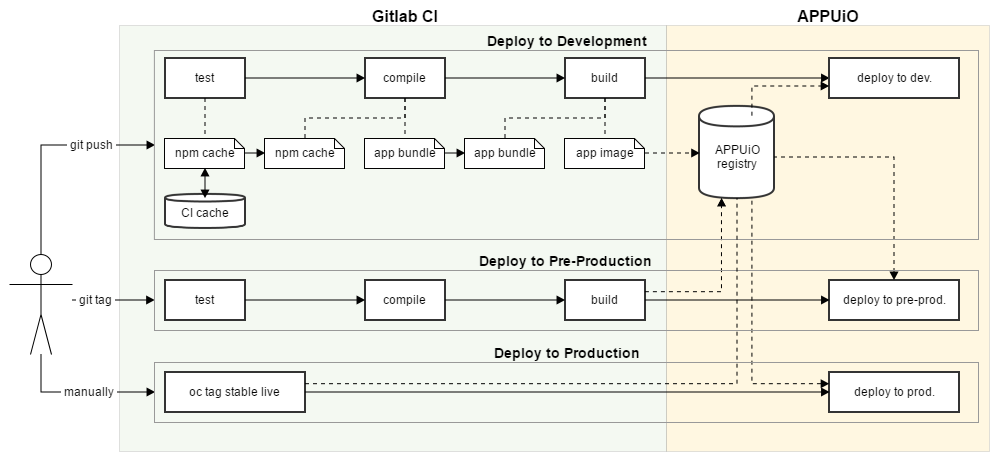 Gitlab CI
APPUiO
Deploy to Development
test
compile
build
deploy to dev.
git push
npm cache
npm cache
app bundle
app bundle
app image
APPUiO
registry
CI cache
Deploy to Pre-Production
git tag
test
compile
build
deploy to pre-prod.
Deploy to Production
manually
oc tag stable live
deploy to prod.